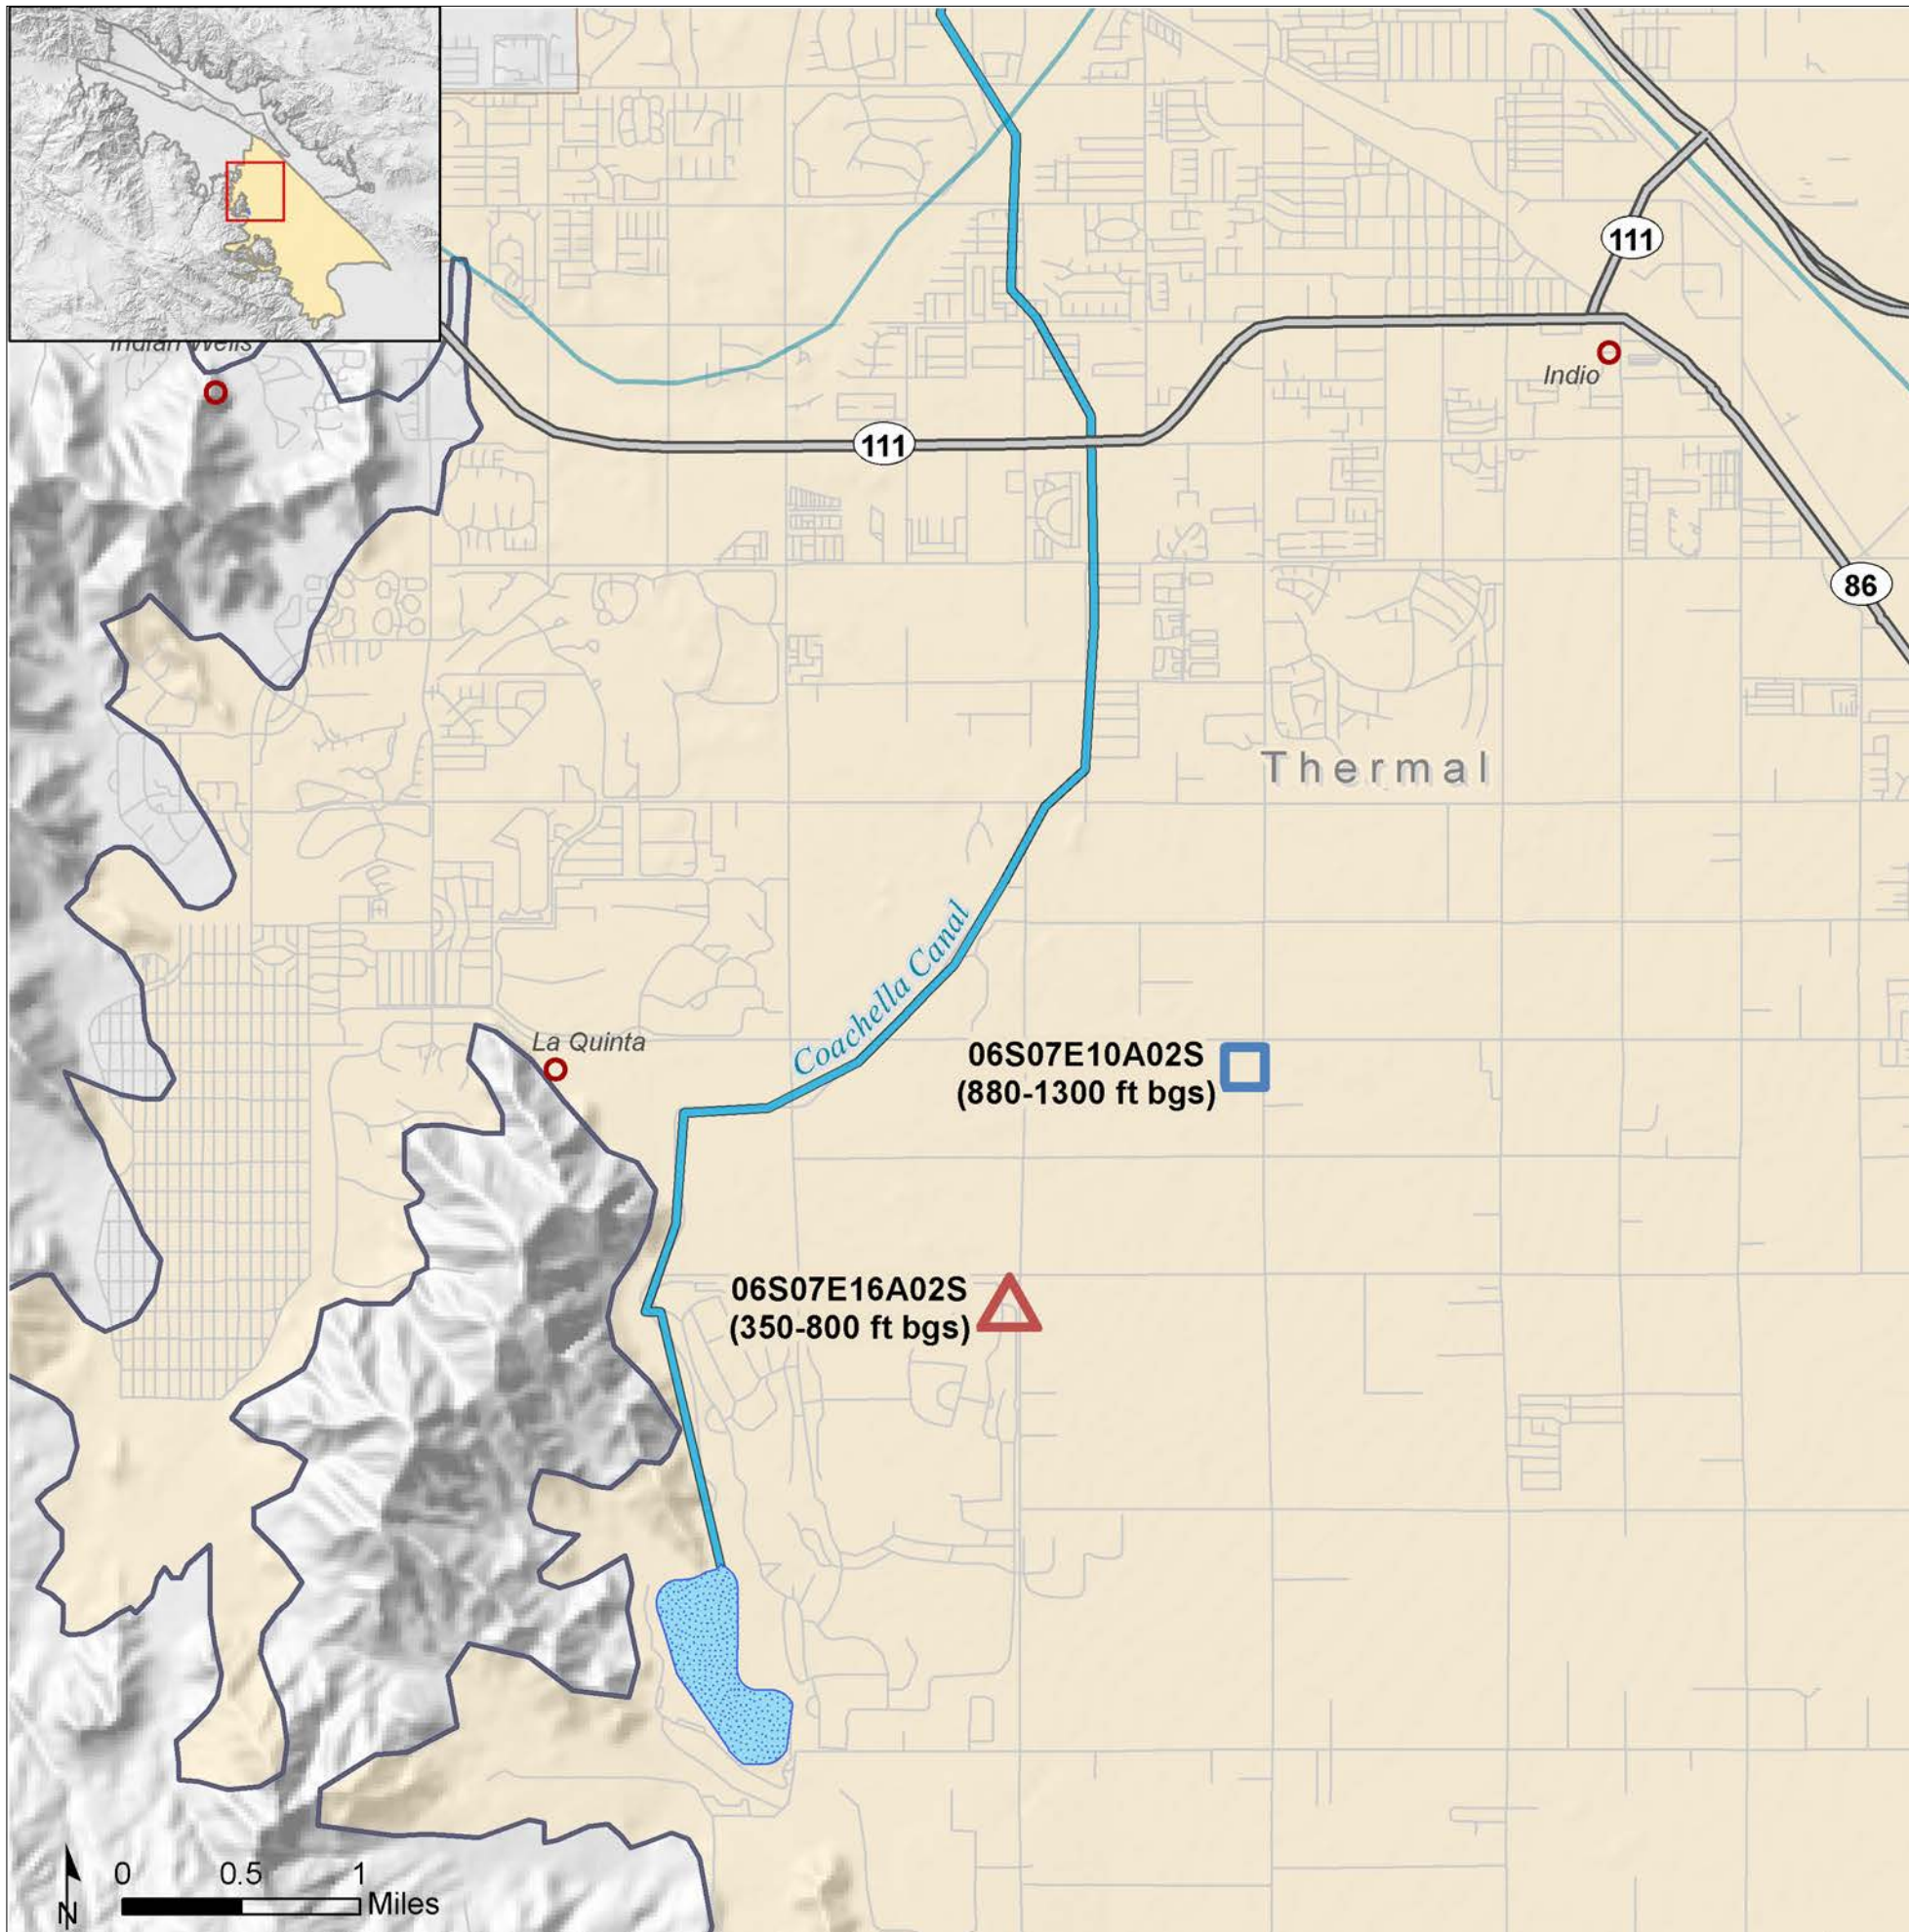 Indian Wells
111
111
Indio
86
Thermal
Coachella Canal
La Quinta
06S07E10A02S
(880-1300 ft bgs)
06S07E16A02S
(350-800 ft bgs)
0 0.5 1
Miles
N